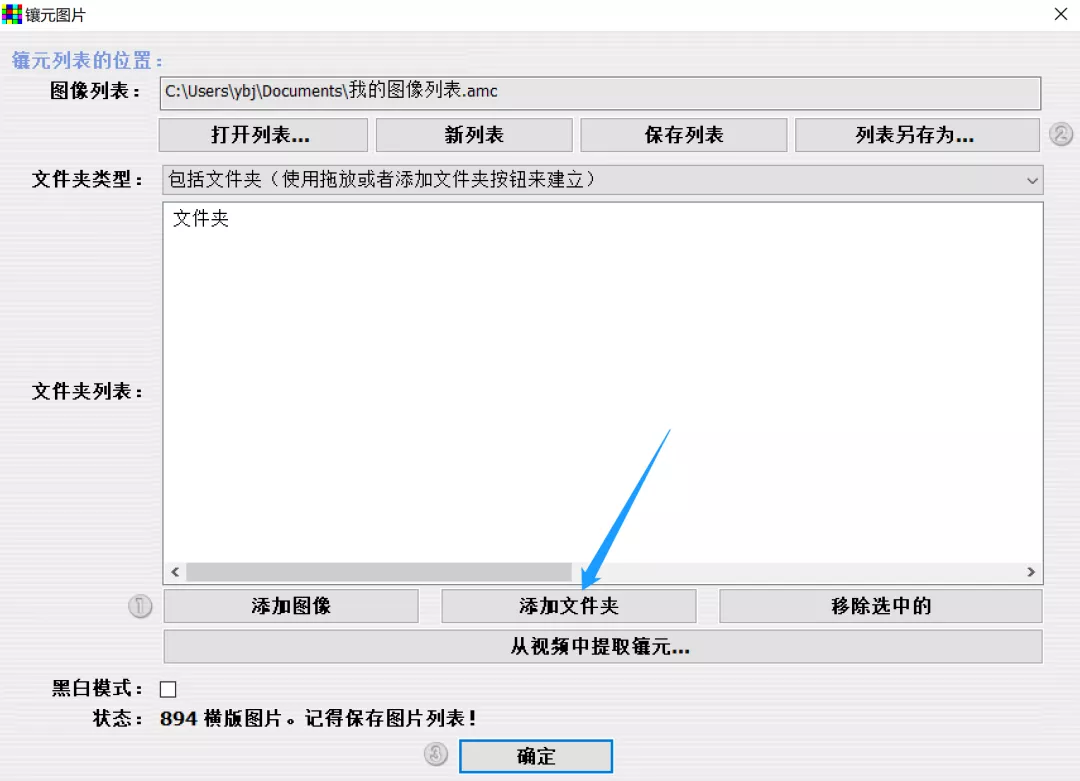 镶元图片
镶元列表的位置：
图像列表： C:\Users\ybj\Documents\我的图像列表.amc
打开列表... 新列表 保存列表 列表另存为... ②
文件夹类型： 包括文件夹（使用拖放或者添加文件夹按钮来建立）
文件夹
文件夹列表：
① 添加图像 添加文件夹 移除选中的
从视频中提取镶元...
黑白模式：
状态： 894 横版图片。记得保存图片列表！
③ 确定